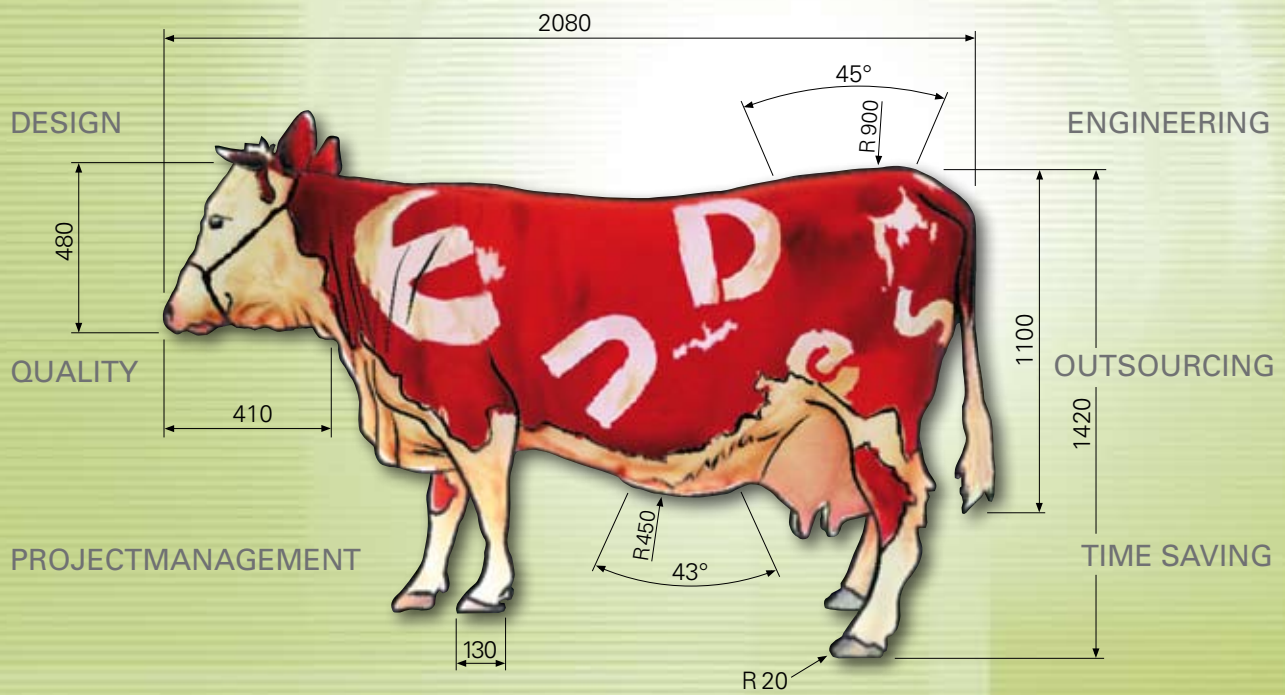 2080
45°
DESIGN
R 900
ENGINEERING
480
1100
QUALITY
OUTSOURCING
410
1420
R450
43°
PROJECTMANAGEMENT
TIME SAVING
130
R 20